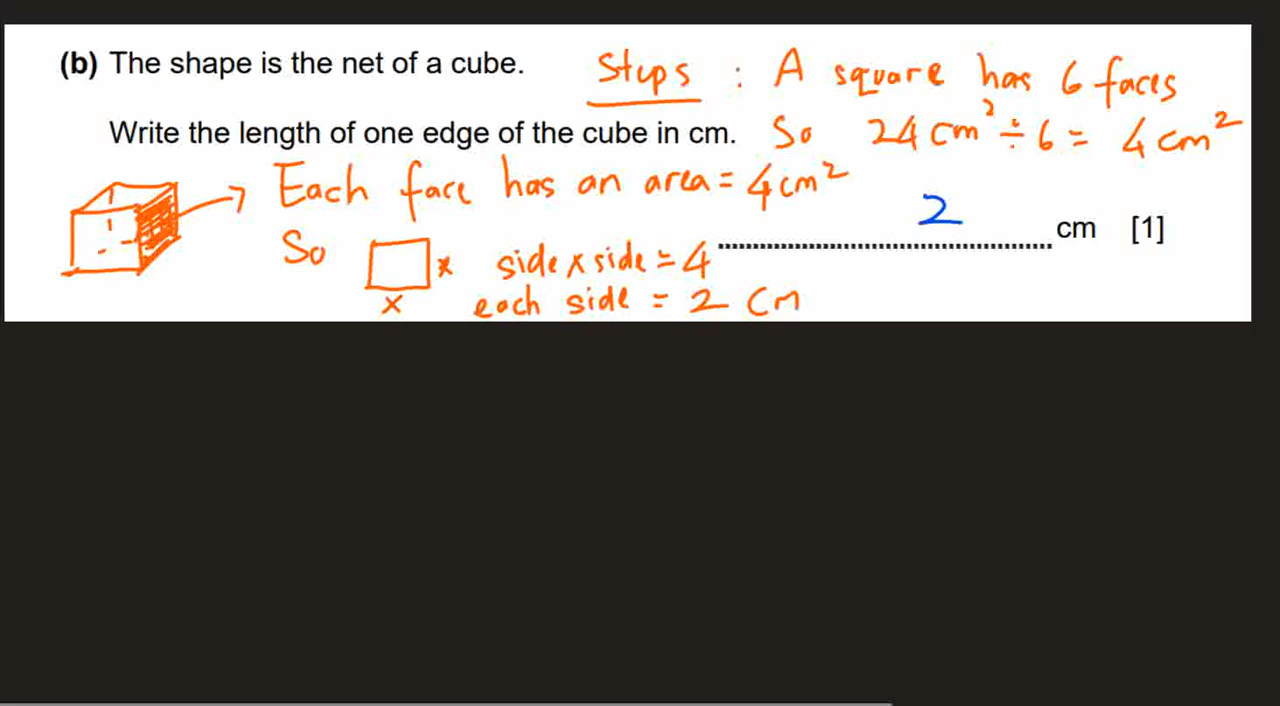 (b) The shape is the net of a cube. Steps : A square has 6 faces
Write the length of one edge of the cube in cm. So 24 cm² ÷ 6 = 4 cm²
Each face has an area = 4 cm²
2 cm [1]
So x side x side = 4
x each side = 2 cm